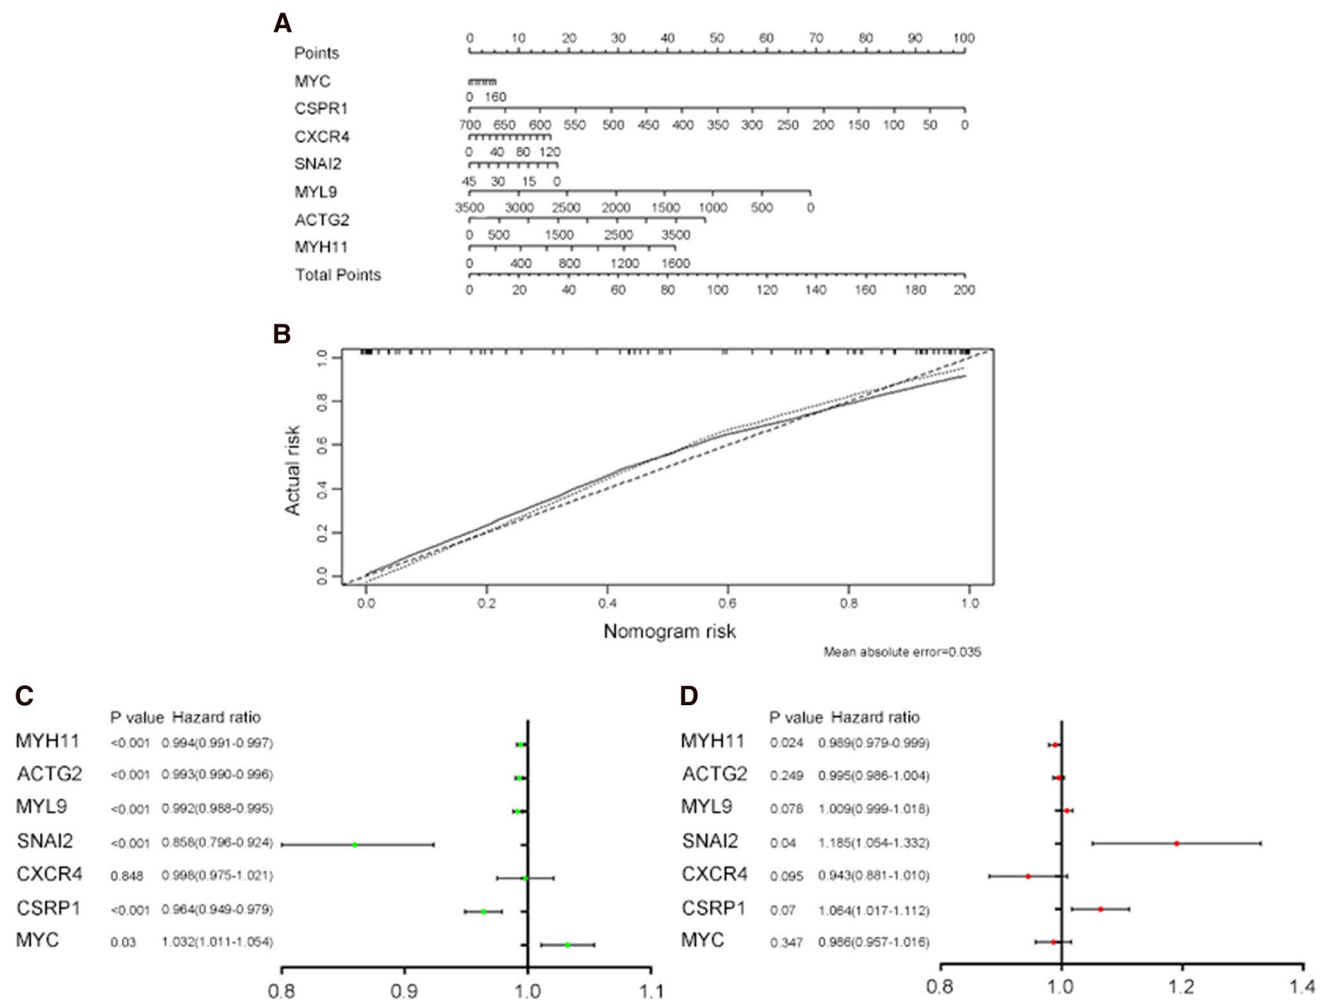 A
Points
0 10 20 30 40 50 60 70 80 90 100
MYC
0 160
CSPR1
700 650 600 550 500 450 400 350 300 250 200 150 100 50 0
CXCR4
0 40 80 120
SNAI2
45 30 15 0
MYL9
3500 3000 2500 2000 1500 1000 500 0
ACTG2
0 500 1500 2500 3500
MYH11
0 400 800 1200 1600
Total Points
0 20 40 60 80 100 120 140 160 180 200
B
Actual risk
1.0
0.8
0.6
0.4
0.2
0.0
0.0 0.2 0.4 0.6 0.8 1.0
Nomogram risk
Mean absolute error=0.035
C
P value Hazard ratio
MYH11 <0.001 0.994(0.991-0.997)
ACTG2 <0.001 0.993(0.990-0.996)
MYL9 <0.001 0.992(0.988-0.995)
SNAI2 <0.001 0.858(0.796-0.924)
CXCR4 0.848 0.998(0.975-1.021)
CSRP1 <0.001 0.964(0.949-0.979)
MYC 0.03 1.032(1.011-1.054)
0.8 0.9 1.0 1.1
D
P value Hazard ratio
MYH11 0.024 0.989(0.979-0.999)
ACTG2 0.249 0.995(0.986-1.004)
MYL9 0.078 1.009(0.999-1.018)
SNAI2 0.04 1.185(1.054-1.332)
CXCR4 0.095 0.943(0.881-1.010)
CSRP1 0.07 1.064(1.017-1.112)
MYC 0.347 0.986(0.957-1.016)
0.8 1.0 1.2 1.4